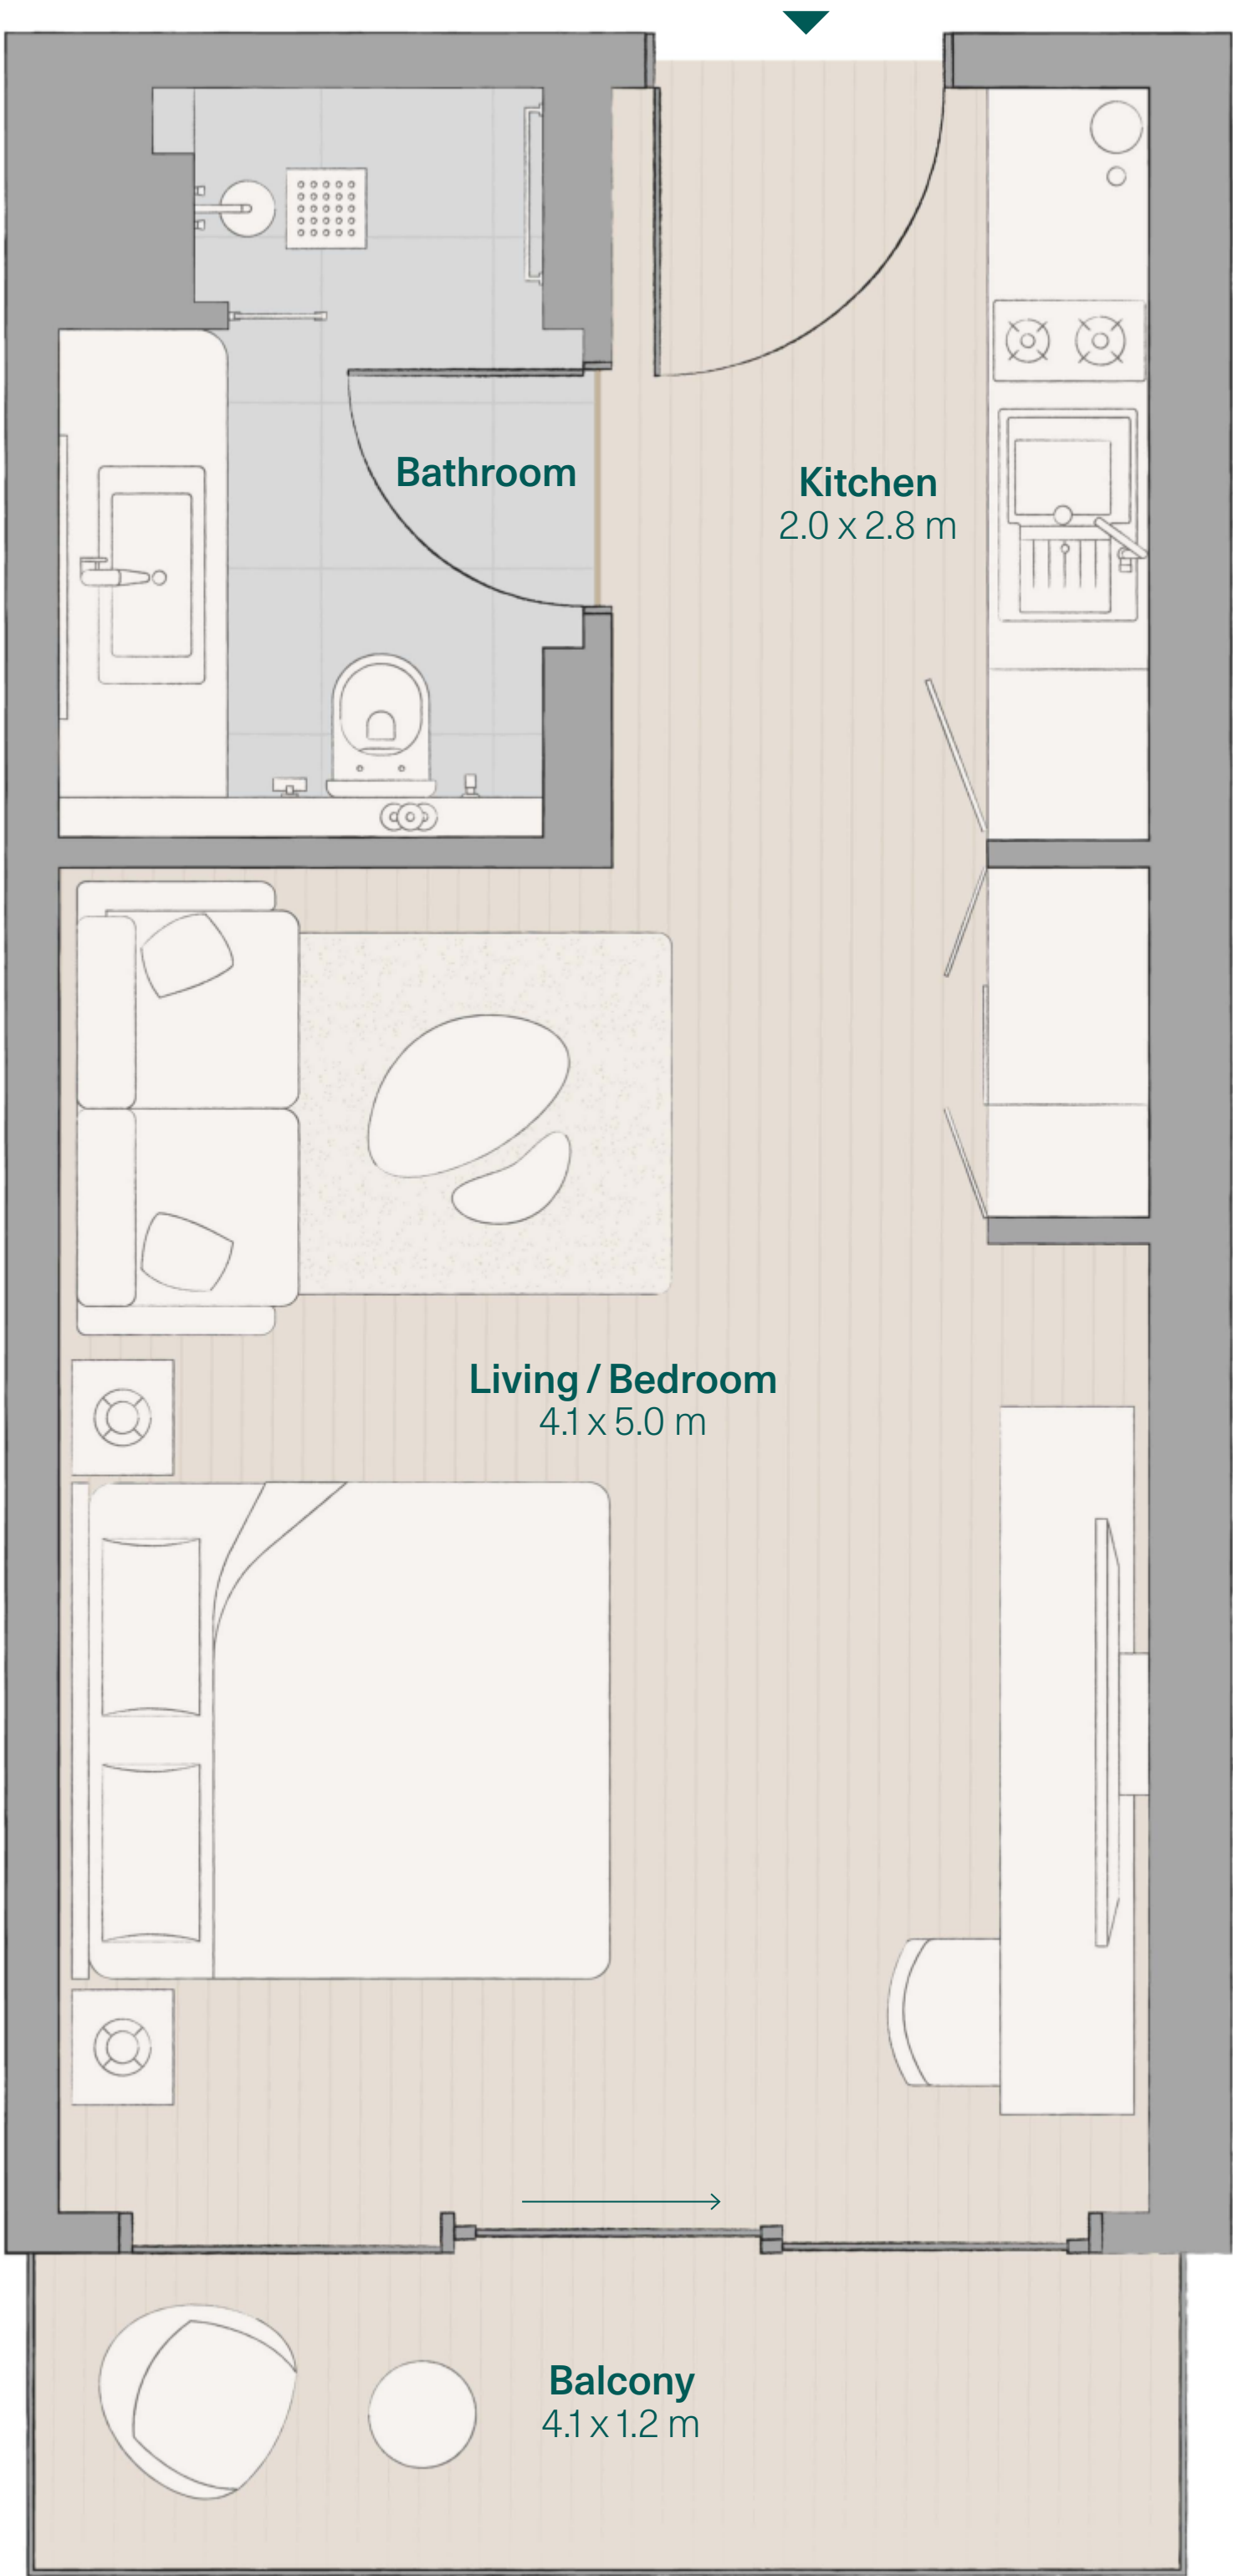 Bathroom
Kitchen
2.0 x 2.8 m
Living / Bedroom
4.1 x 5.0 m
Balcony
4.1 x 1.2 m